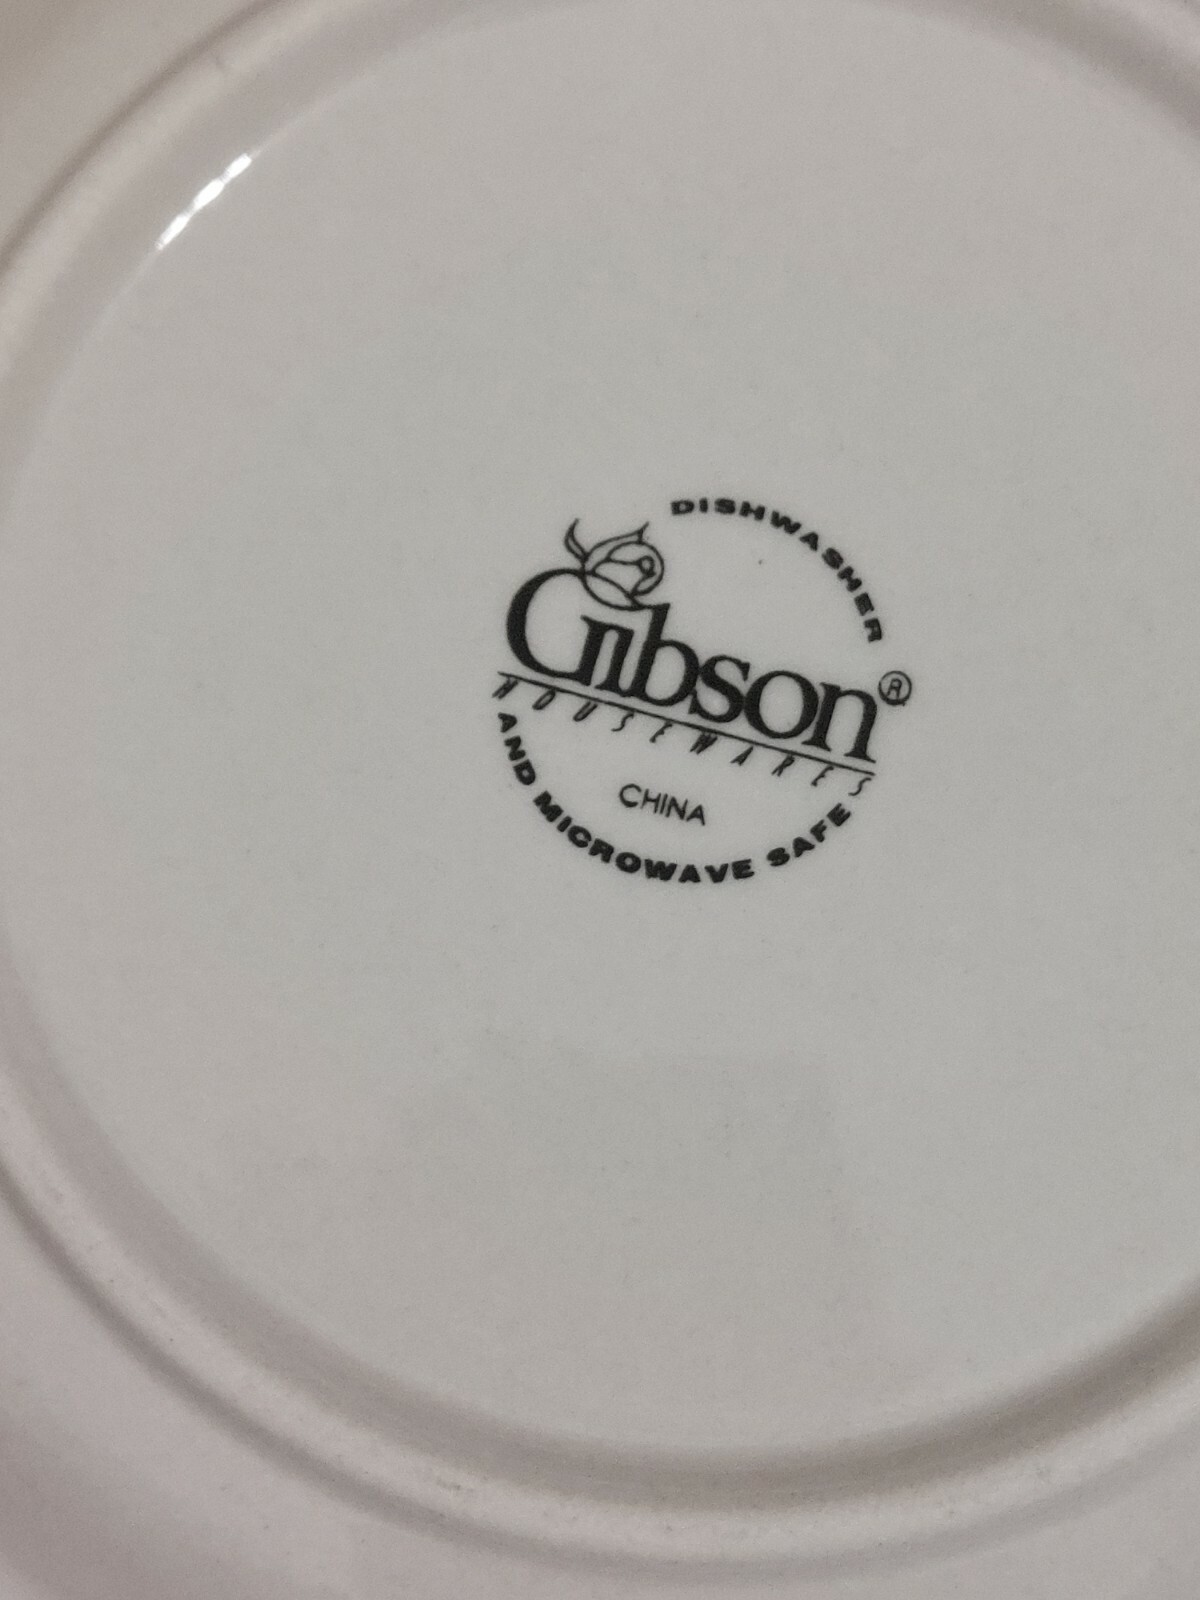 DISHWASHER
Gibson®
HOUSEWARES
CHINA
AND MICROWAVE SAFE